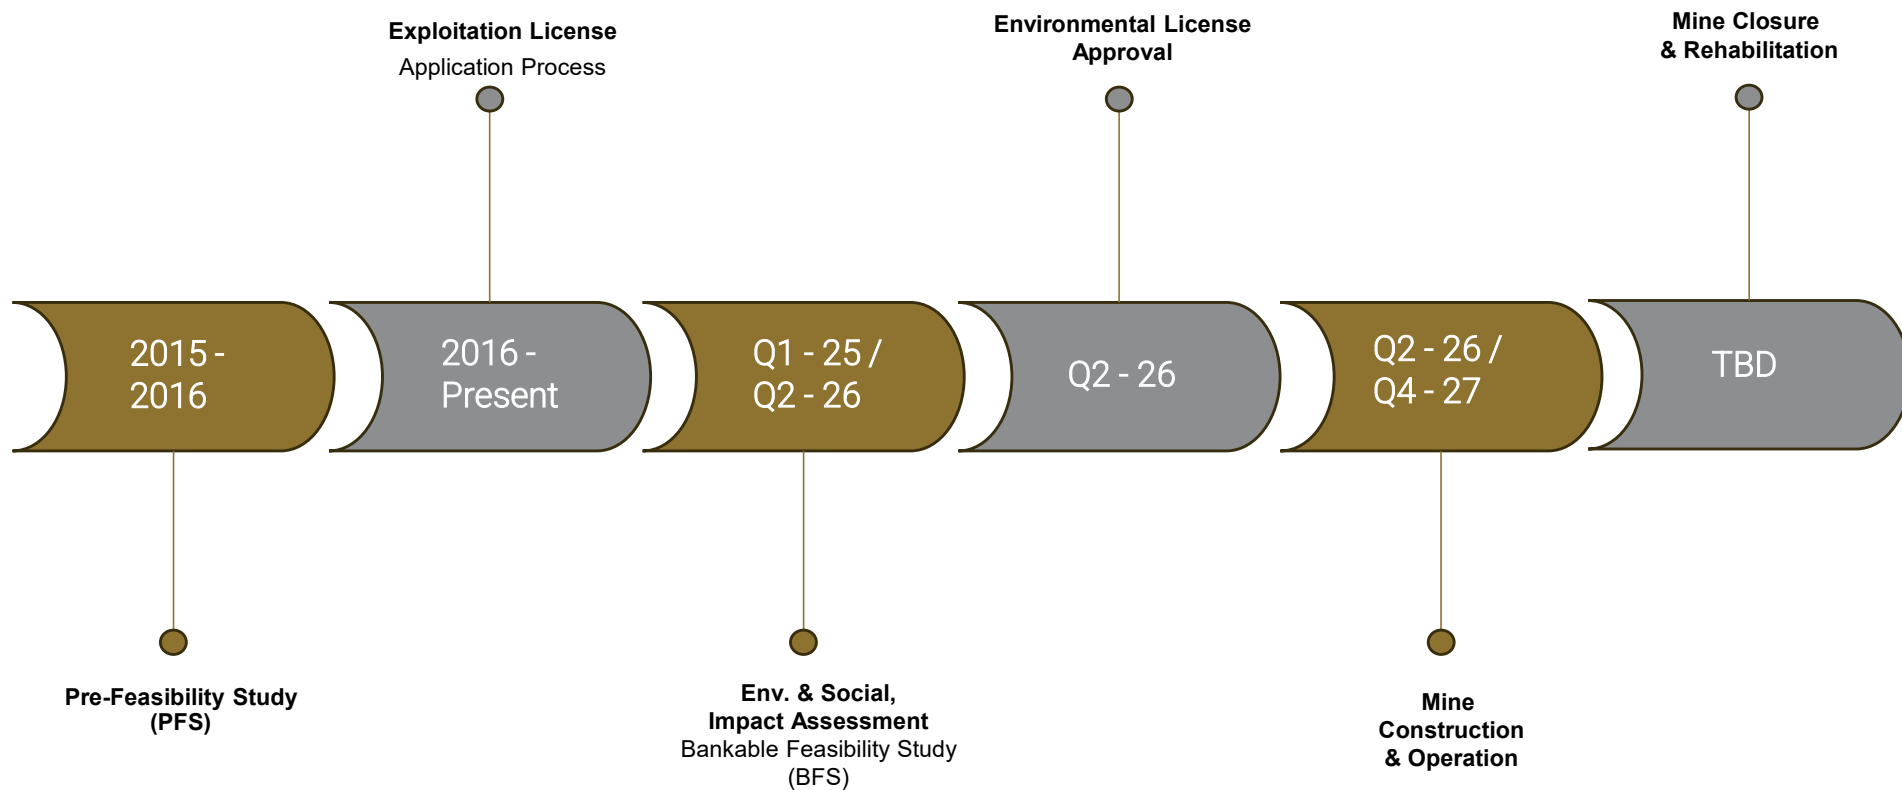 Exploitation License
Application Process
Environmental License
Approval
Mine Closure
& Rehabilitation
2015 -
2016
2016 -
Present
Q1 - 25 /
Q2 - 26
Q2 - 26
Q2 - 26 /
Q4 - 27
TBD
Pre-Feasibility Study
(PFS)
Env. & Social,
Impact Assessment
Bankable Feasibility Study
(BFS)
Mine
Construction
& Operation